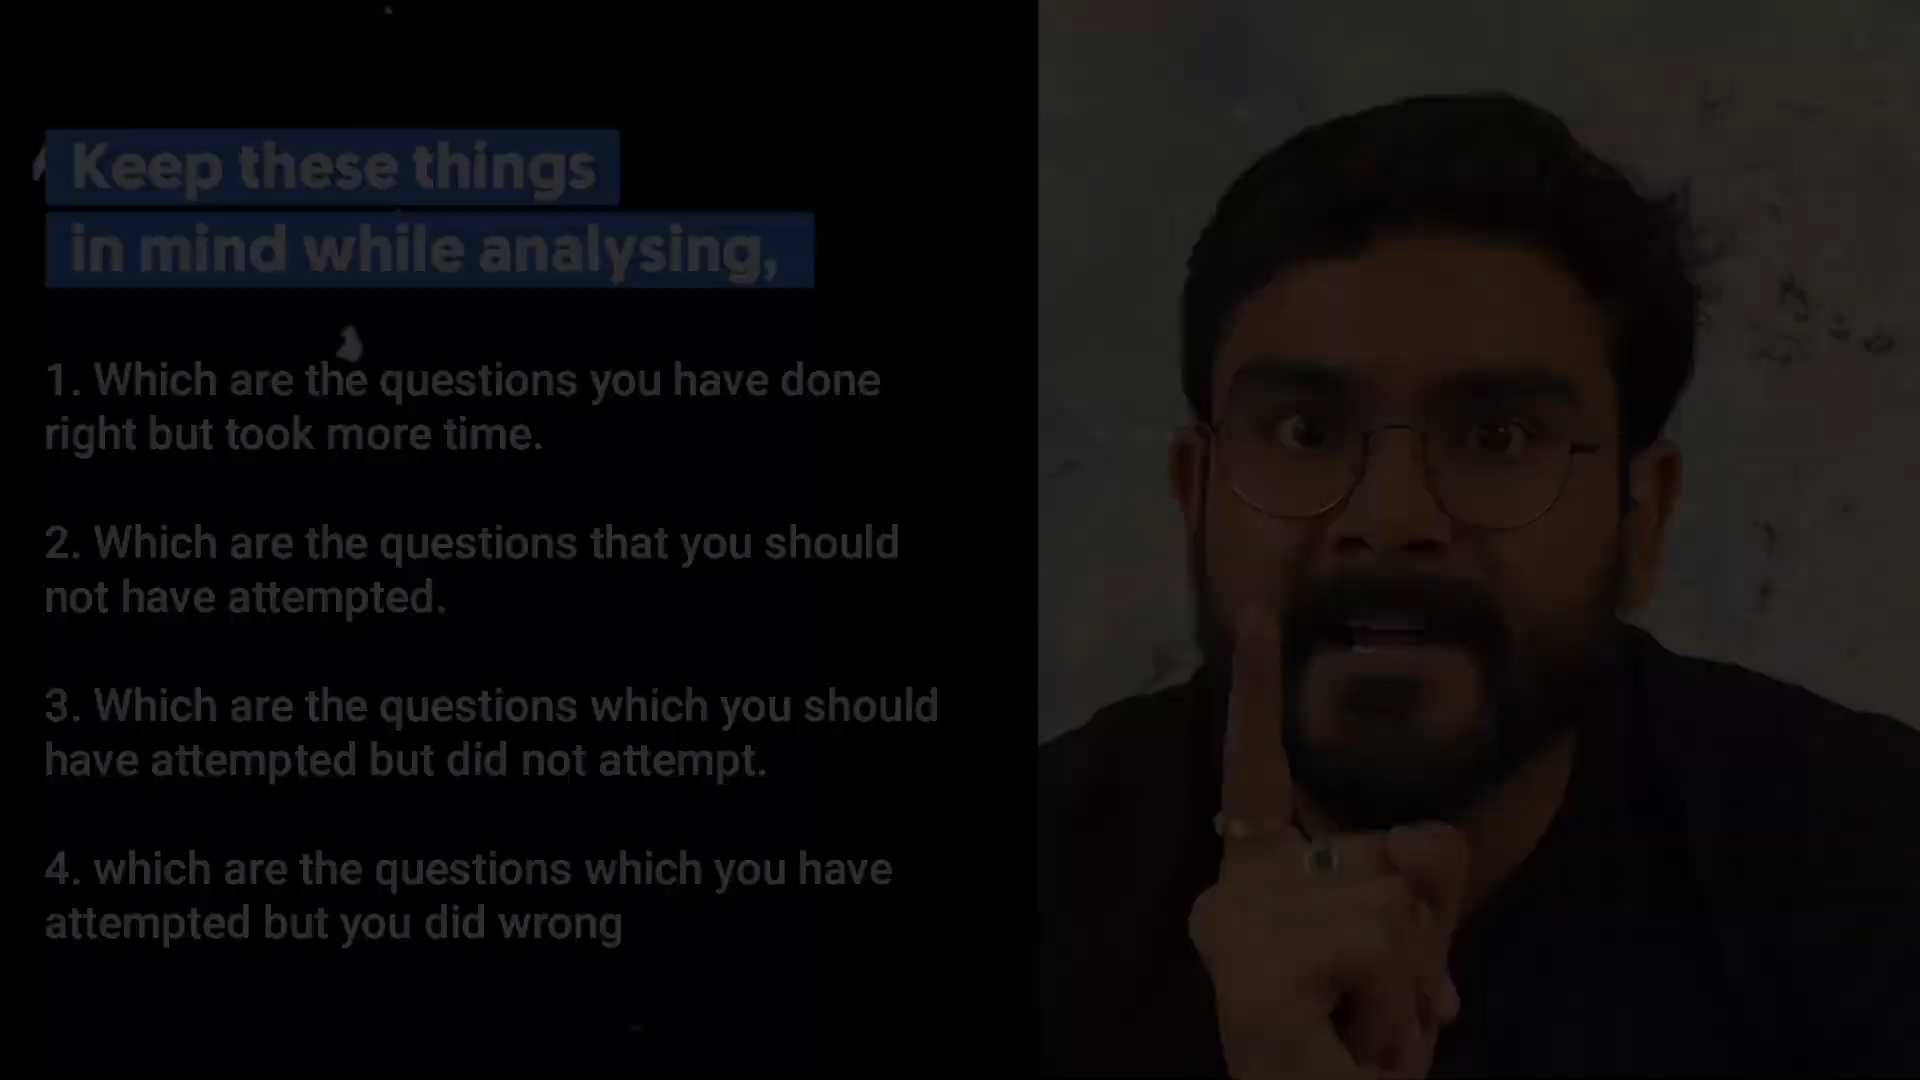 Keep these things
in mind while analysing,
1. Which are the questions you have done
right but took more time.
2. Which are the questions that you should
not have attempted.
3. Which are the questions which you should
have attempted but did not attempt.
4. which are the questions which you have
attempted but you did wrong